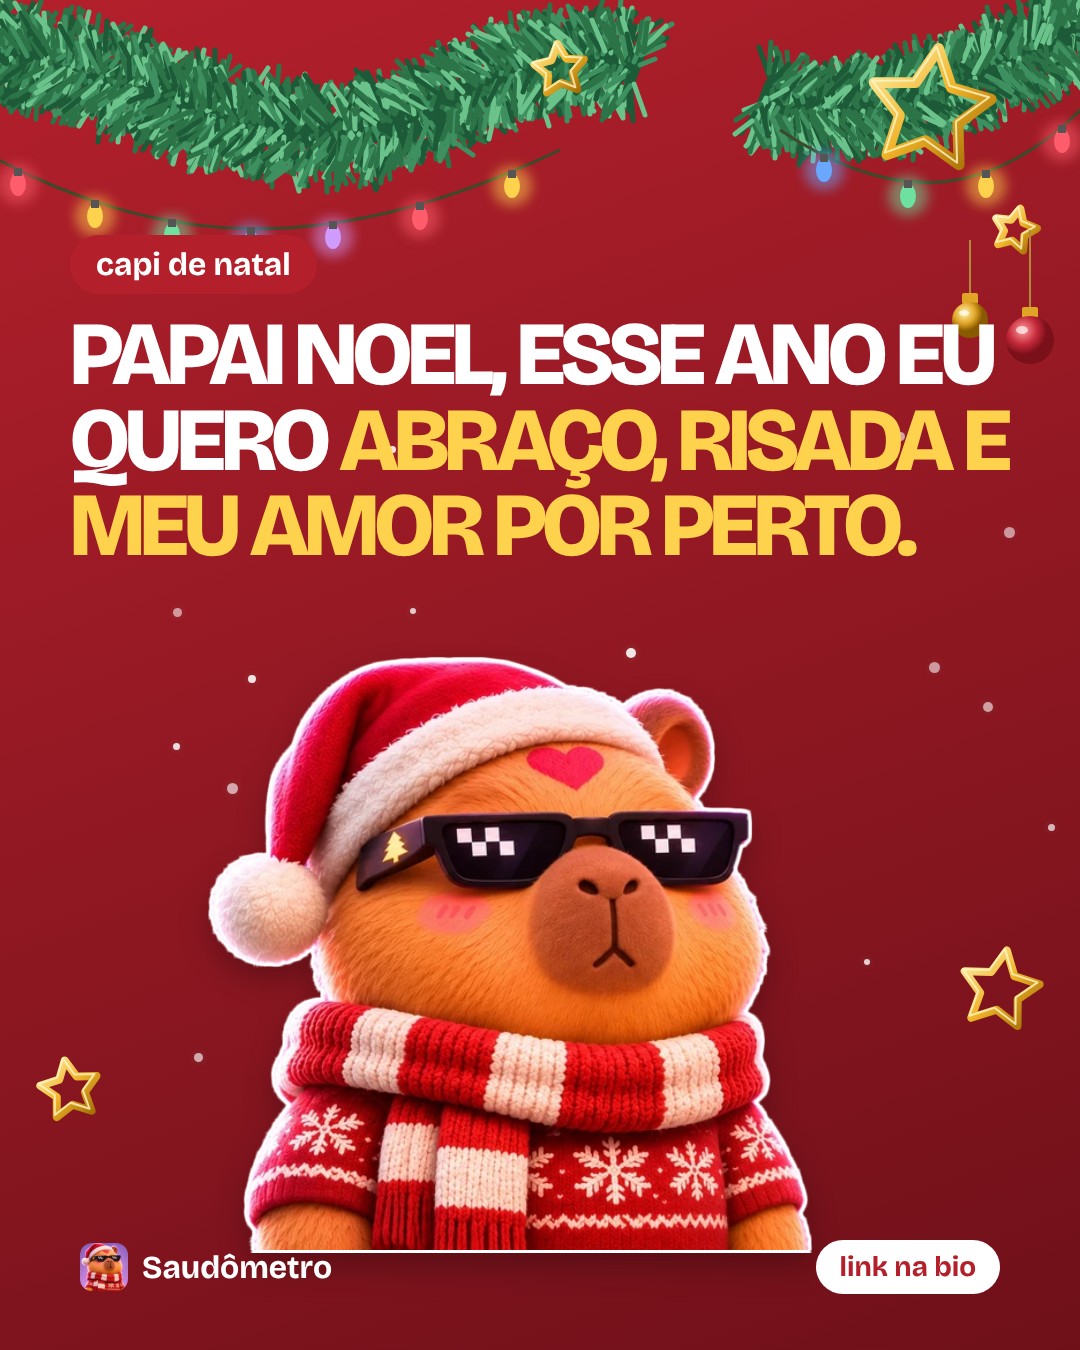 capi de natal
PAPAI NOEL, ESSE ANO EU
QUERO ABRAÇO, RISADA E
MEU AMOR POR PERTO.
Saudômetro
link na bio